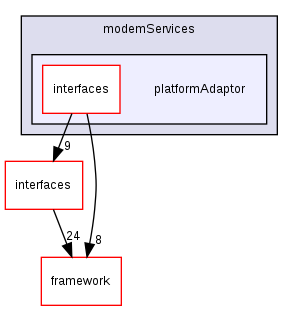 modemServices
interfaces
platformAdaptor
9
interfaces
24
8
framework